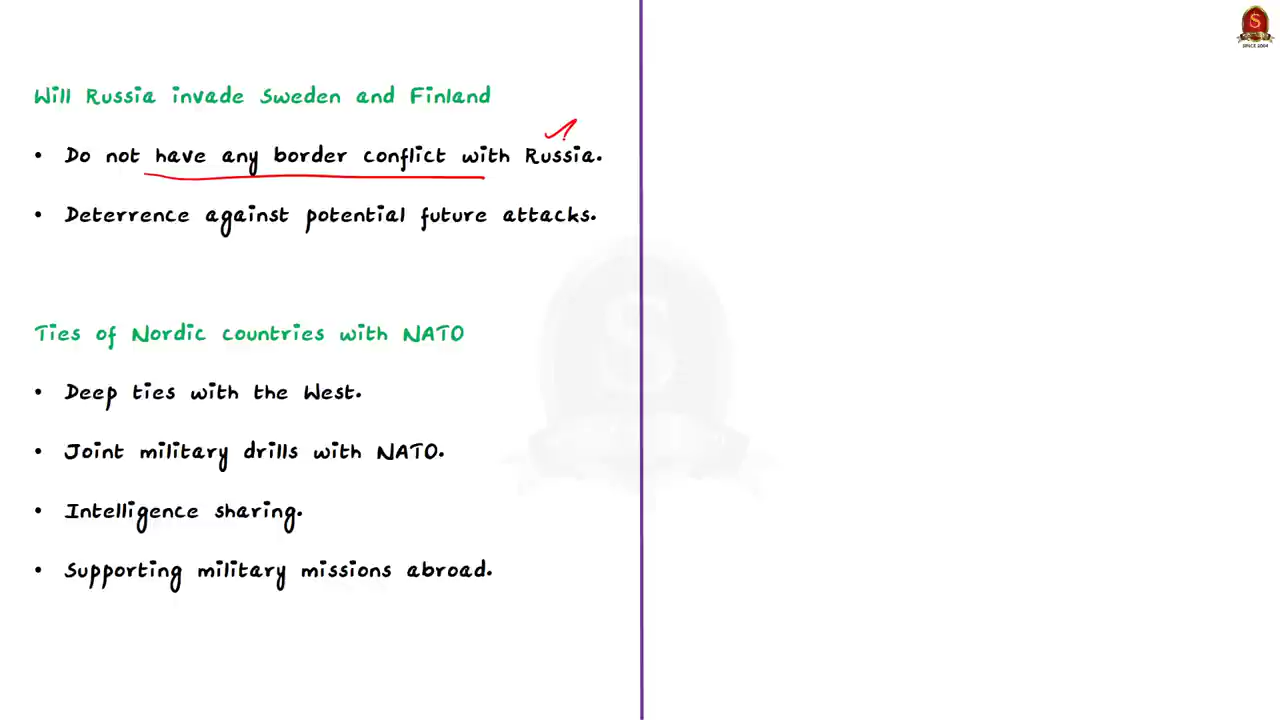 S
SINCE 2004
Will Russia invade Sweden and Finland
• Do not have any border conflict with Russia.
• Deterrence against potential future attacks.
S
Ties of Nordic countries with NATO
• Deep ties with the West.
• Joint military drills with NATO.
• Intelligence sharing.
• Supporting military missions abroad.